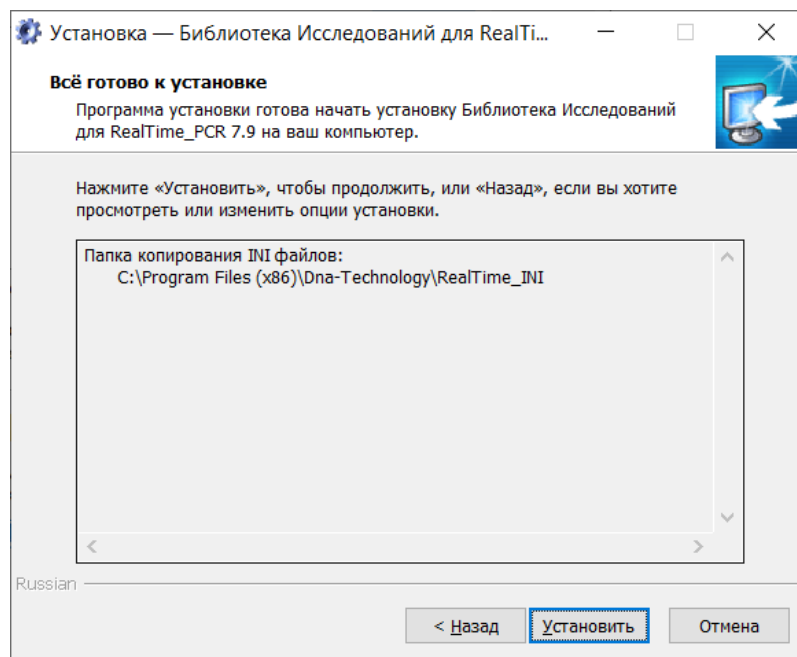 Установка — Библиотека Исследований для RealTi...
Всё готово к установке
Программа установки готова начать установку Библиотека Исследований
для RealTime_PCR 7.9 на ваш компьютер.
Нажмите «Установить», чтобы продолжить, или «Назад», если вы хотите
просмотреть или изменить опции установки.
Папка копирования INI файлов:
C:\Program Files (x86)\Dna-Technology\RealTime_INI
Russian
< Назад
Установить
Отмена